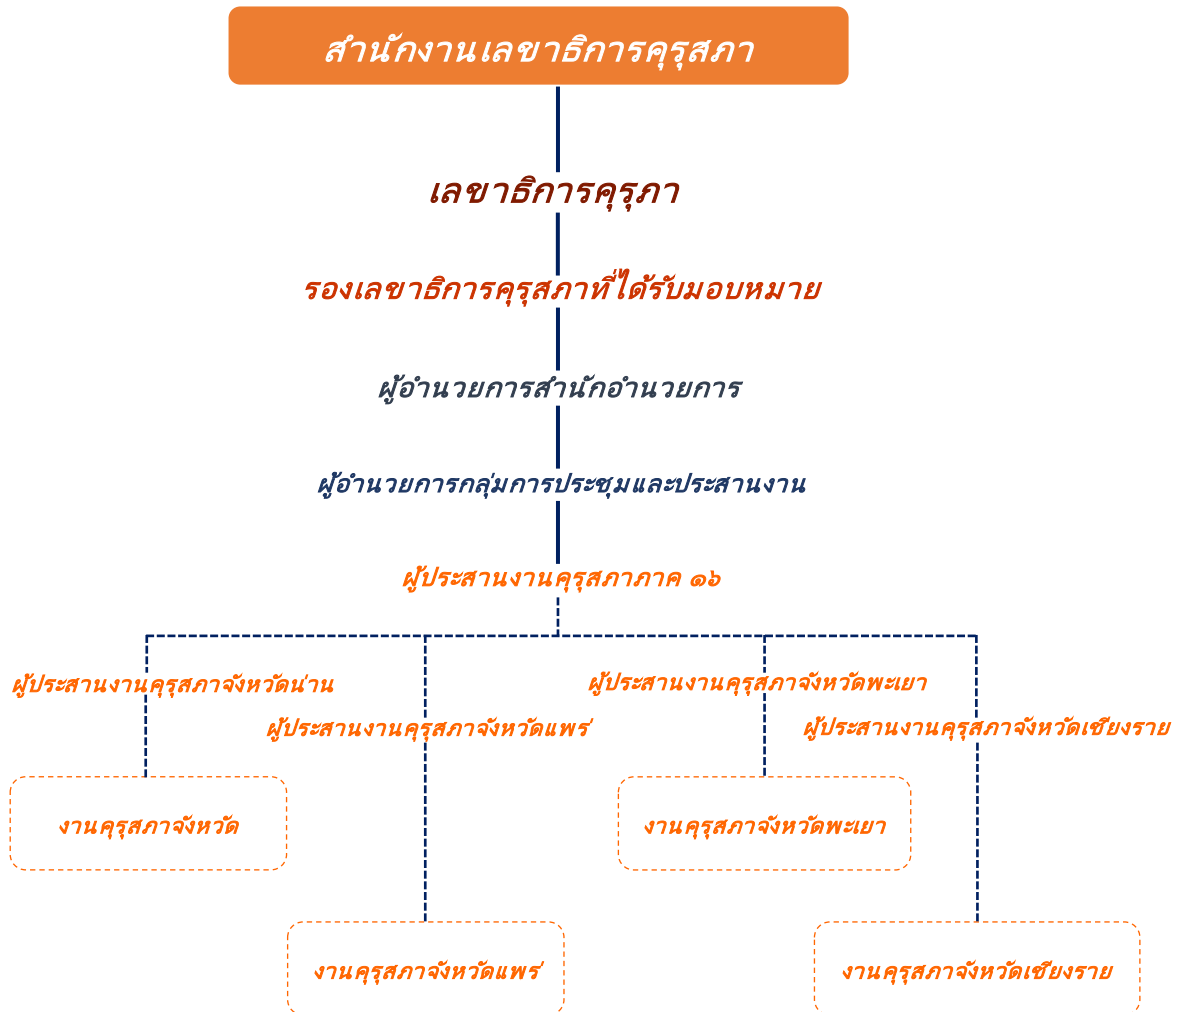 สำนักงานเลขาธิการคุรุสภา
เลขาธิการคุรุภา
รองเลขาธิการคุรุสภาที่ได้รับมอบหมาย
ผู้อำนวยการสำนักอำนวยการ
ผู้อำนวยการกลุ่มการประชุมและประสานงาน
ผู้ประสานงานคุรุสภาภาค ๑๖
ผู้ประสานงานคุรุสภาจังหวัดน่าน
ผู้ประสานงานคุรุสภาจังหวัดพะเยา
ผู้ประสานงานคุรุสภาจังหวัดแพร่
ผู้ประสานงานคุรุสภาจังหวัดเชียงราย
งานคุรุสภาจังหวัด
งานคุรุสภาจังหวัดพะเยา
งานคุรุสภาจังหวัดแพร่
งานคุรุสภาจังหวัดเชียงราย